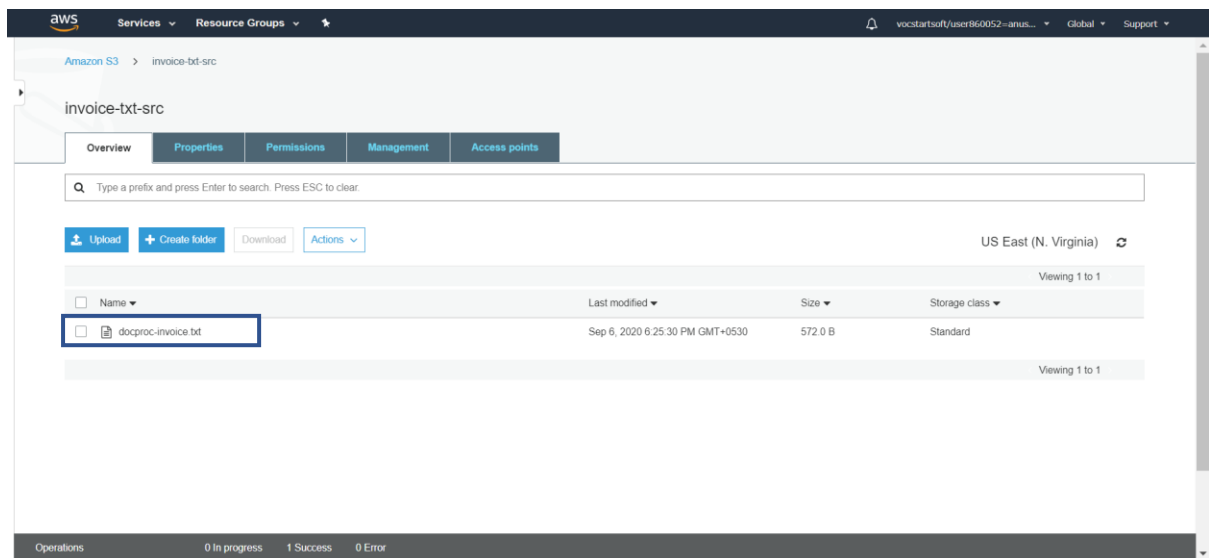 aws Services Resource Groups vocstartsoft/user860052=anus... Global Support
Amazon S3 > invoice-txt-src
invoice-txt-src
Overview Properties Permissions Management Access points
Type a prefix and press Enter to search. Press ESC to clear.
Upload Create folder Download Actions US East (N. Virginia)
Viewing 1 to 1
Name Last modified Size Storage class
docproc-invoice.txt Sep 6, 2020 6:25:30 PM GMT+0530 572.0 B Standard
Viewing 1 to 1
Operations 0 In progress 1 Success 0 Error